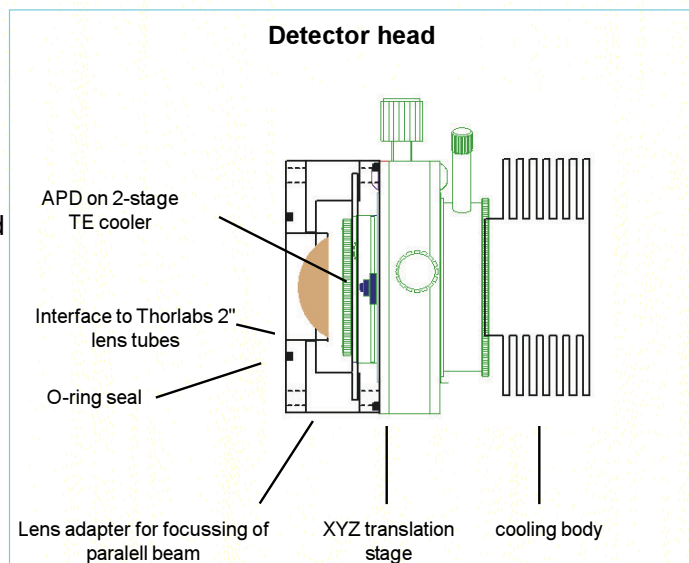 Detector head
APD on 2-stage
TE cooler
d
Interface to Thorlabs 2"
lens tubes
O-ring seal
Lens adapter for focussing of
paralell beam
XYZ translation
stage
cooling body